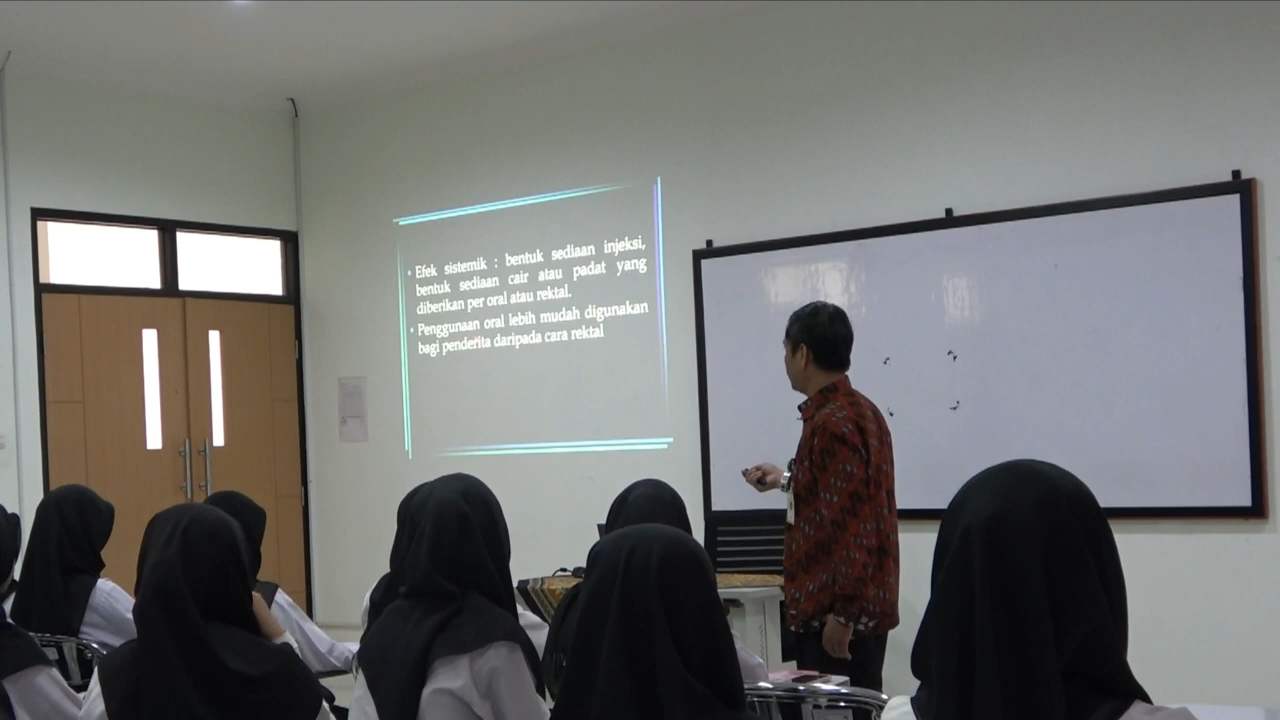 • Efek sistemik : bentuk sediaan injeksi,
bentuk sediaan cair atau padat yang
diberikan per oral atau rektal.
• Penggunaan oral lebih mudah digunakan
bagi penderita daripada cara rektal